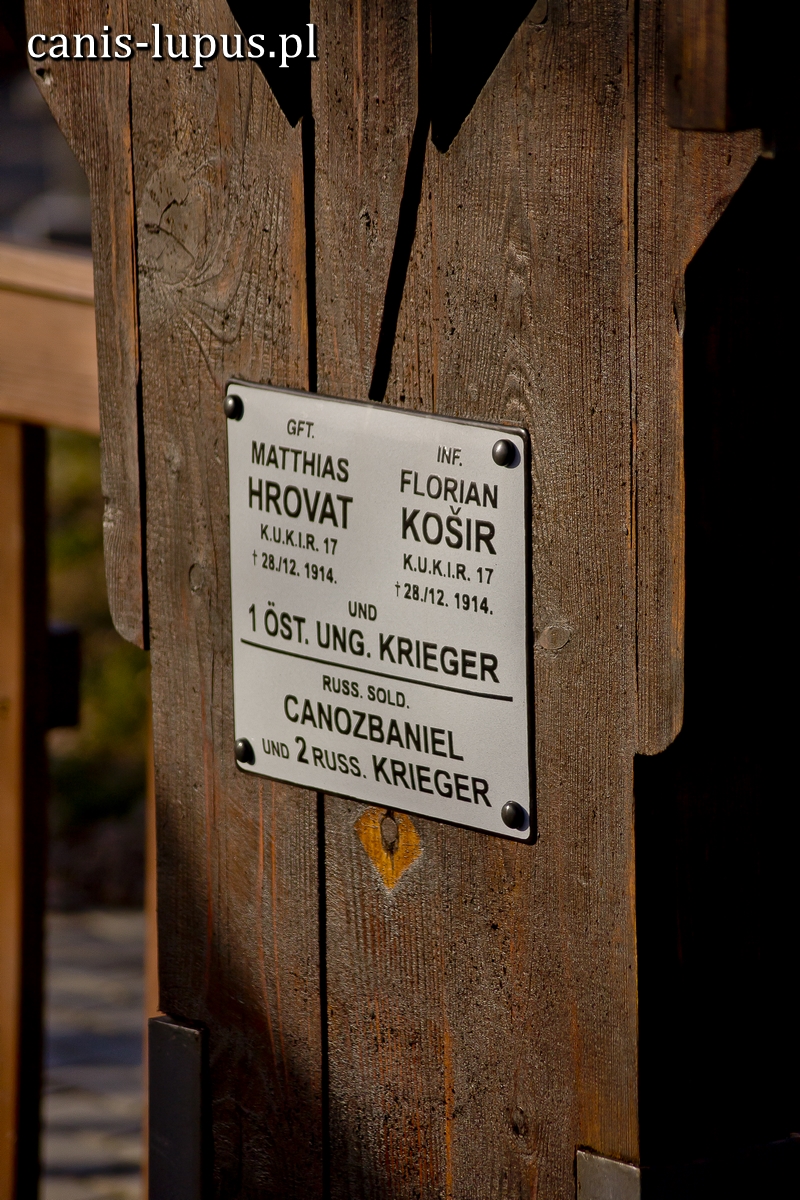 canis-lupus.pl
GFT.
MATTHIAS
HROVAT
K.U.K.I.R. 17
† 28./12. 1914.
INF.
FLORIAN
KOŠIR
K.U.K.I.R. 17
† 28./12. 1914.
UND
1 ÖST. UNG. KRIEGER
RUSS. SOLD.
CANOZBANIEL
UND 2 RUSS. KRIEGER